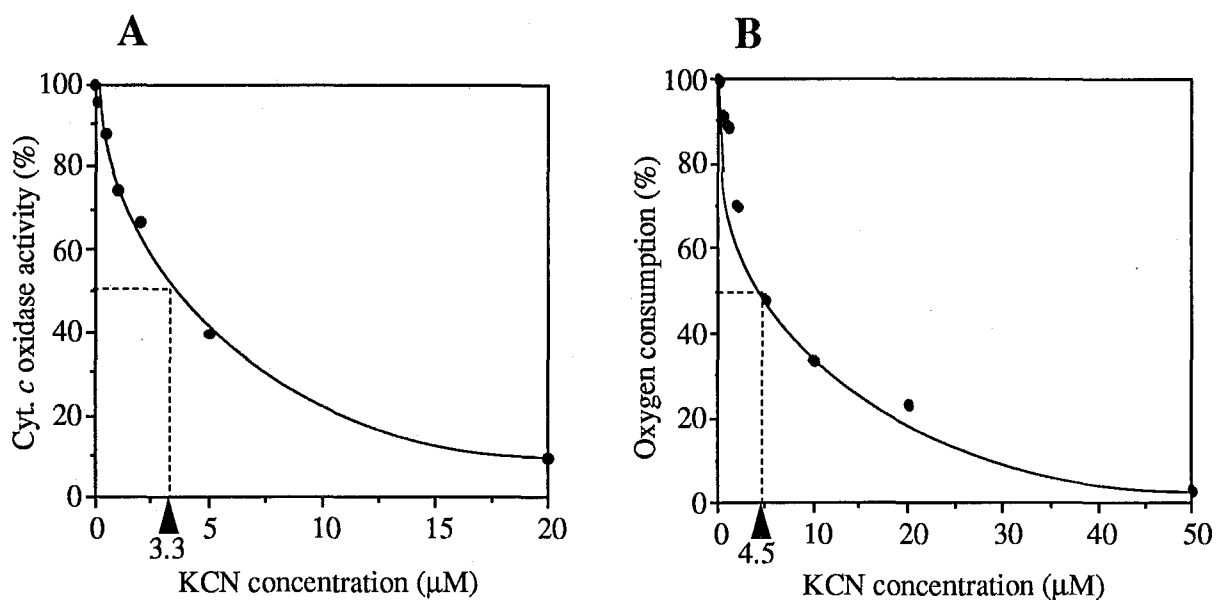 A
Cyt. c oxidase activity (%)
100
80
60
40
20
0
0 5 10 15 20
3.3
KCN concentration (μM)
B
Oxygen consumption (%)
100
80
60
40
20
0
0 10 20 30 40 50
4.5
KCN concentration (μM)